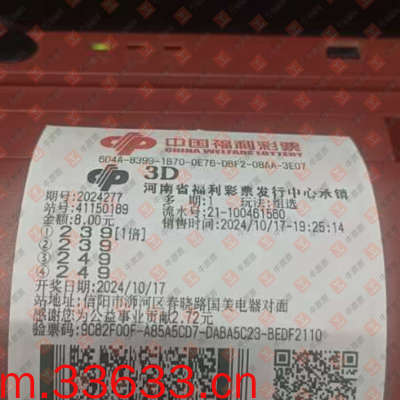 中国福利彩票
CHINA WELFARE LOTTERY
6D4A-8399-1B70-0E76-0BF2-08AA-3E07
3D
河南省福利彩票发行中心承销
期号:2024277 多期:1 玩法:组选
站号:41150189 流水号:21-100461560
金额:8.00元 销售时间:2024/10/17-19:25:14
① 2 3 9 [1倍]
② 2 3 9
③ 2 4 9
④ 2 4 9
开奖日期:2024/10/17
站址:信阳市浉河区春晓路国美电器对面
感谢您为公益事业贡献2.72元
验票码:9C82F00F-A85A5CD7-DABA5C23-BEDF2110
m.33633.cn